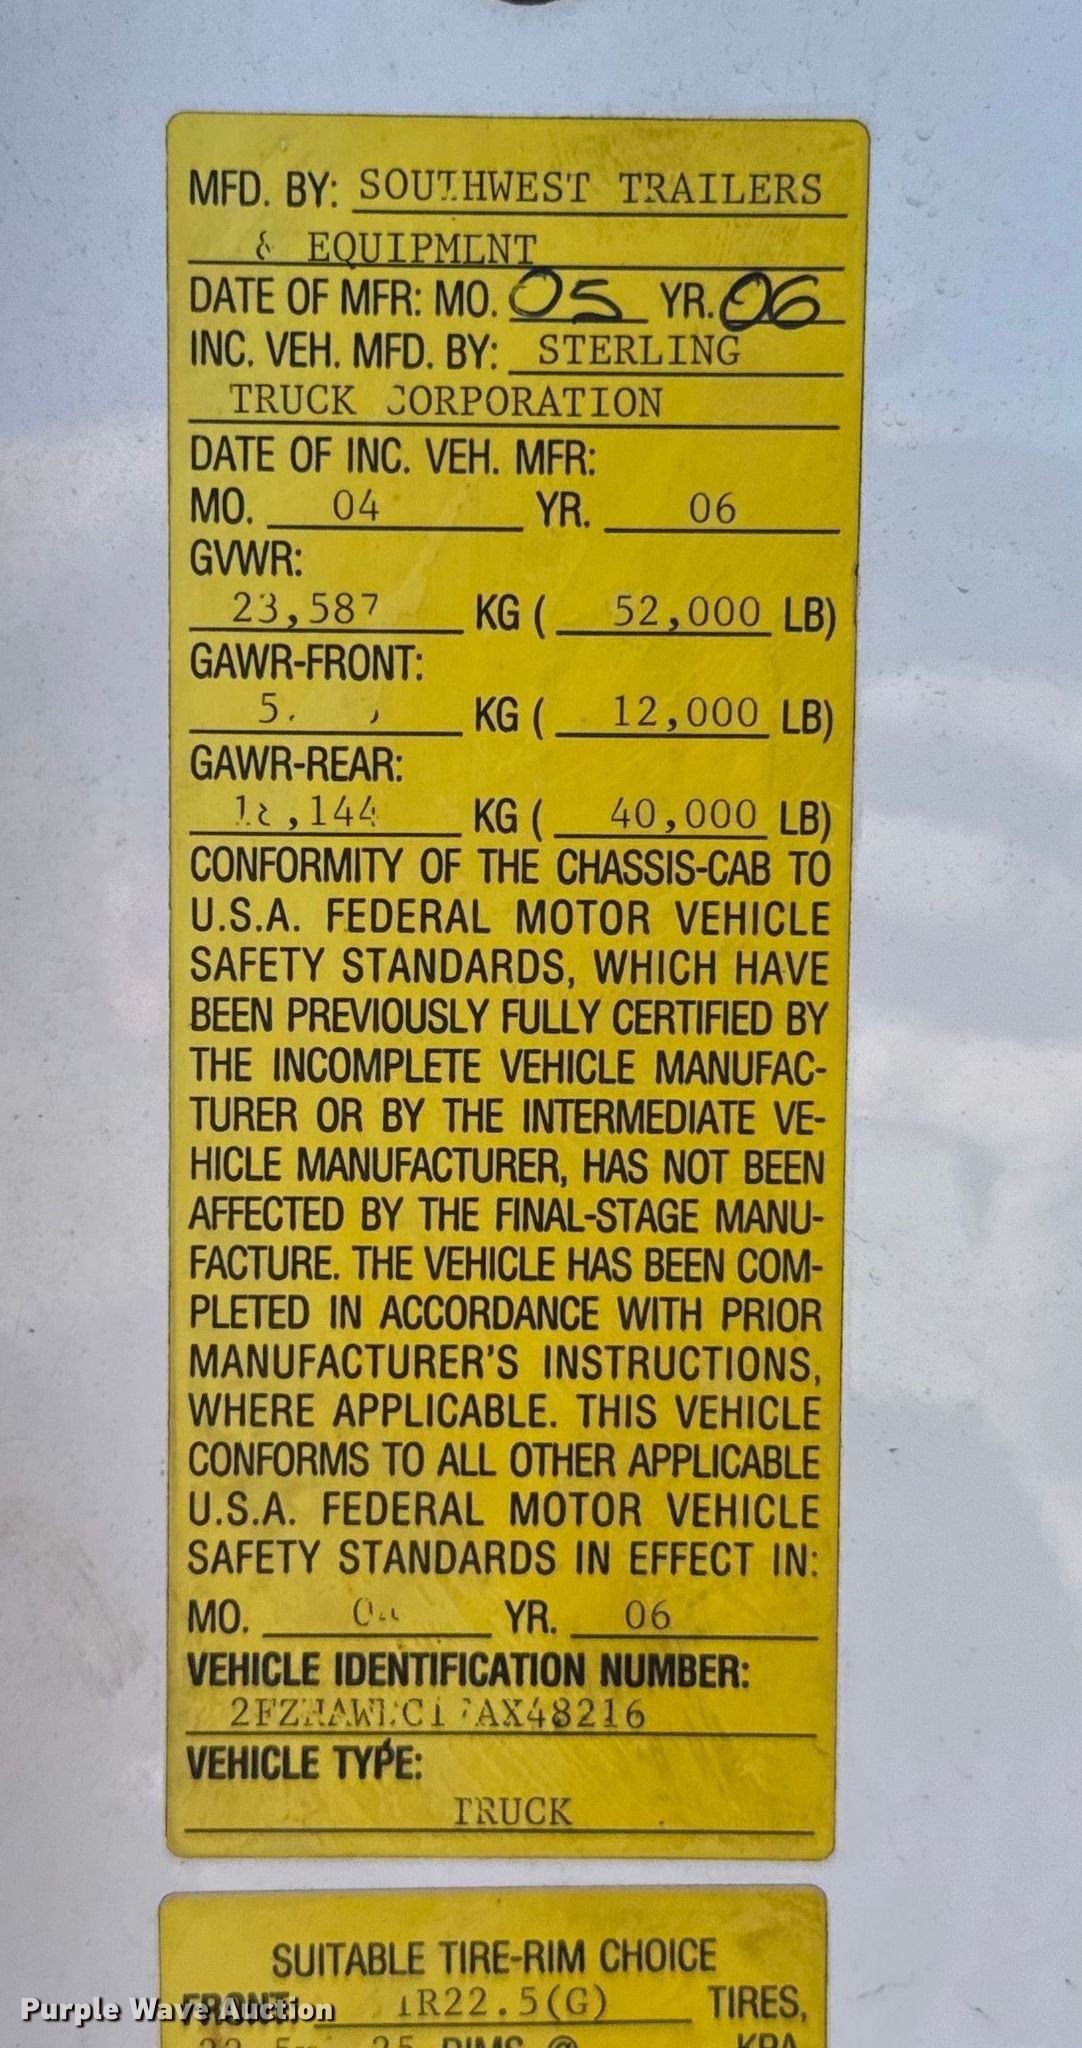 MFD. BY: SOUTHWEST TRAILERS
& EQUIPMENT
DATE OF MFR: MO. 05 YR. 06
INC. VEH. MFD. BY: STERLING
TRUCK CORPORATION
DATE OF INC. VEH. MFR:
MO. 04 YR. 06
GVWR:
23,587 KG ( 52,000 LB)
GAWR-FRONT:
KG ( 12,000 LB)
GAWR-REAR:
18,144 KG ( 40,000 LB)
CONFORMITY OF THE CHASSIS-CAB TO
U.S.A. FEDERAL MOTOR VEHICLE
SAFETY STANDARDS, WHICH HAVE
BEEN PREVIOUSLY FULLY CERTIFIED BY
THE INCOMPLETE VEHICLE MANUFAC-
TURER OR BY THE INTERMEDIATE VE-
HICLE MANUFACTURER, HAS NOT BEEN
AFFECTED BY THE FINAL-STAGE MANU-
FACTURE. THE VEHICLE HAS BEEN COM-
PLETED IN ACCORDANCE WITH PRIOR
MANUFACTURER'S INSTRUCTIONS,
WHERE APPLICABLE. THIS VEHICLE
CONFORMS TO ALL OTHER APPLICABLE
U.S.A. FEDERAL MOTOR VEHICLE
SAFETY STANDARDS IN EFFECT IN:
MO. YR. 06
VEHICLE IDENTIFICATION NUMBER:
VEHICLE TYPE:
TRUCK
SUITABLE TIRE-RIM CHOICE
FRONT: TIRES,
RIMS @ KPA
Purple Wave Auction